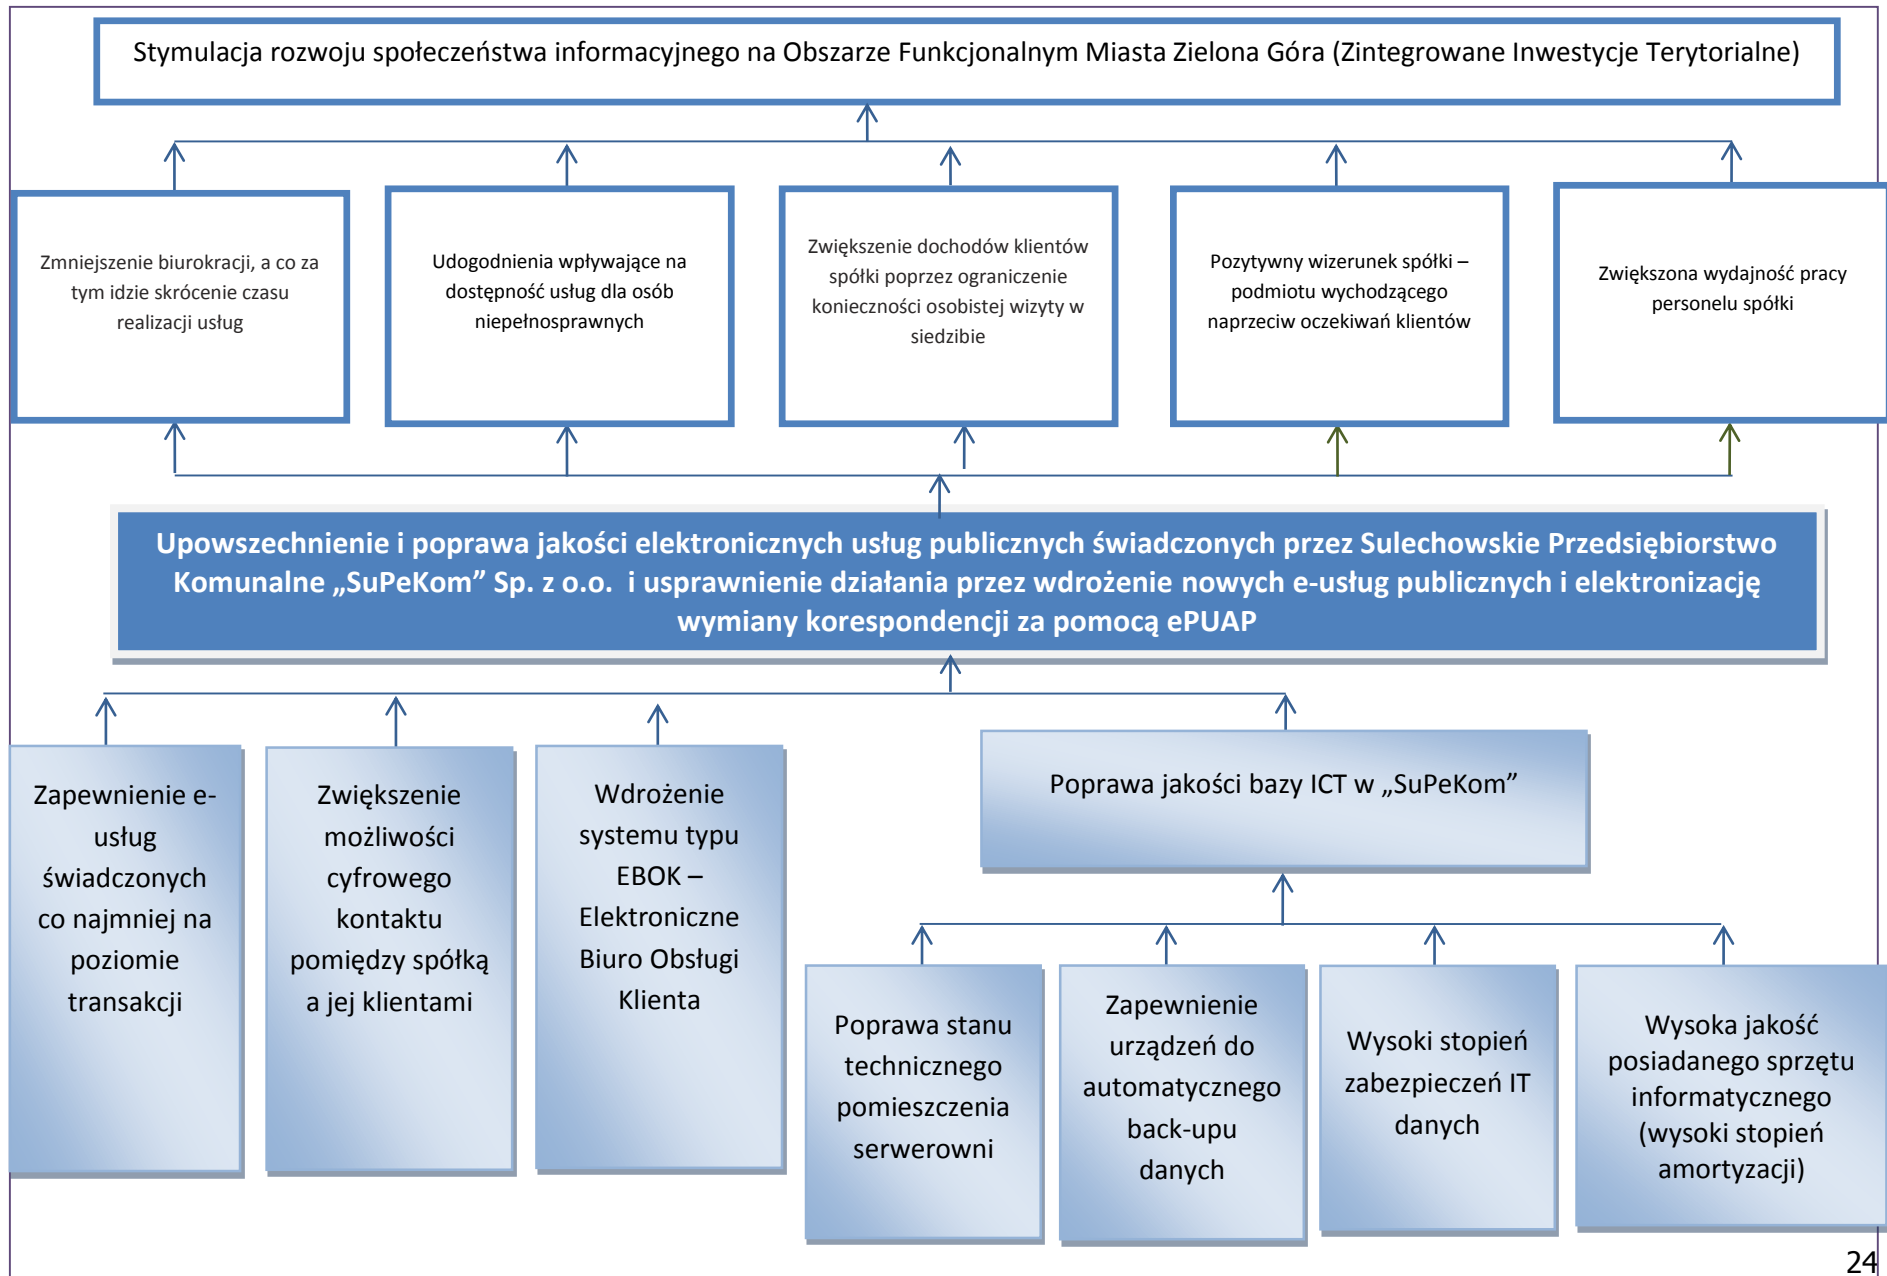 Stymulacja rozwoju społeczeństwa informacyjnego na Obszarze Funkcjonalnym Miasta Zielona Góra (Zintegrowane Inwestycje Terytorialne)
Zmniejszenie biurokracji, a co za
tym idzie skrócenie czasu
realizacji usług
Udogodnienia wpływające na
dostępność usług dla osób
niepełnosprawnych
Zwiększenie dochodów klientów
spółki poprzez ograniczenie
konieczności osobistej wizyty w
siedzibie
Pozytywny wizerunek spółki –
podmiotu wychodzącego
naprzeciw oczekiwań klientów
Zwiększona wydajność pracy
personelu spółki
Upowszechnienie i poprawa jakości elektronicznych usług publicznych świadczonych przez Sulechowskie Przedsiębiorstwo
Komunalne „SuPeKom” Sp. z o.o. i usprawnienie działania przez wdrożenie nowych e-usług publicznych i elektronizację
wymiany korespondencji za pomocą ePUAP
Zapewnienie e-
usług
świadczonych
co najmniej na
poziomie
transakcji
Zwiększenie
możliwości
cyfrowego
kontaktu
pomiędzy spółką
a jej klientami
Wdrożenie
systemu typu
EBOK –
Elektroniczne
Biuro Obsługi
Klienta
Poprawa jakości bazy ICT w „SuPeKom”
Poprawa stanu
technicznego
pomieszczenia
serwerowni
Zapewnienie
urządzeń do
automatycznego
back-upu
danych
Wysoki stopień
zabezpieczeń IT
danych
Wysoka jakość
posiadanego sprzętu
informatycznego
(wysoki stopień
amortyzacji)
24